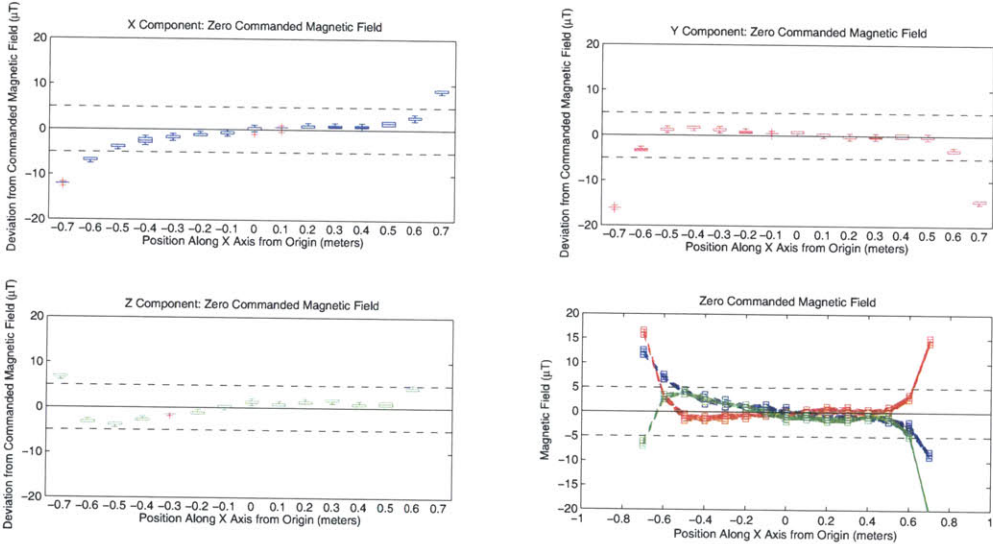 X Component: Zero Commanded Magnetic Field
Deviation from Commanded Magnetic Field (µT)
20
10
0
−10
−20
−0.7 −0.6 −0.5 −0.4 −0.3 −0.2 −0.1 0 0.1 0.2 0.3 0.4 0.5 0.6 0.7
Position Along X Axis from Origin (meters)
Y Component: Zero Commanded Magnetic Field
Deviation from Commanded Magnetic Field (µT)
20
10
0
−10
−20
−0.7 −0.6 −0.5 −0.4 −0.3 −0.2 −0.1 0 0.1 0.2 0.3 0.4 0.5 0.6 0.7
Position Along X Axis from Origin (meters)
Z Component: Zero Commanded Magnetic Field
Deviation from Commanded Magnetic Field (µT)
20
10
0
−10
−20
−0.7 −0.6 −0.5 −0.4 −0.3 −0.2 −0.1 0 0.1 0.2 0.3 0.4 0.5 0.6 0.7
Position Along X Axis from Origin (meters)
Zero Commanded Magnetic Field
Magnetic Field (µT)
20
15
10
5
0
−5
−10
−15
−20
−1 −0.8 −0.6 −0.4 −0.2 0 0.2 0.4 0.6 0.8 1
Position Along X Axis from Origin (meters)